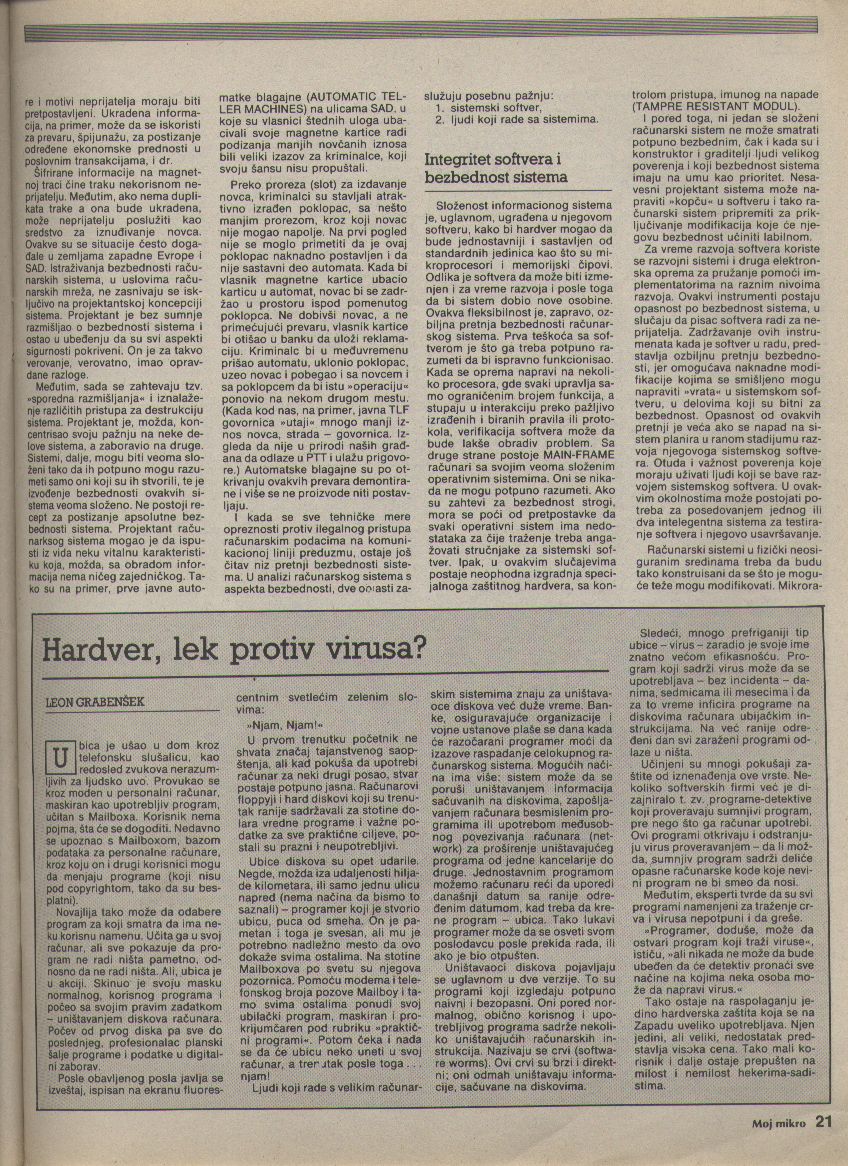 re i motivi neprijatelja moraju biti
pretpostavljeni. Ukradena informa-
cija, na primer, može da se iskoristi
za prevaru, špijunažu, za postizanje
određene ekonomske prednosti u
poslovnim transakcijama, i dr.
Šifrirane informacije na magnet-
noj traci čine traku nekorisnom ne-
prijatelju. Međutim, ako nema dupli-
kata trake a ona bude ukradena,
može neprijatelju poslužiti kao
sredstvo za iznuđivanje novca.
Ovakve su se situacije često doga-
đale u zemljama zapadne Evrope i
SAD. Istraživanja bezbednosti raču-
narskih sistema, u uslovima raču-
narskih mreža, ne zasnivaju se isk-
ljučivo na projektantskoj koncepciji
sistema. Projektant je bez sumnje
razmišljao o bezbednosti sistema i
ostao u ubeđenju da su svi aspekti
sigurnosti pokriveni. On je za takvo
verovanje, verovatno, imao oprav-
dane razloge.
Međutim, sada se zahtevaju tzv.
»sporedna razmišljanja« i iznalaže-
nje različitih pristupa za destrukciju
sistema. Projektant je, možda, kon-
centrisao svoju pažnju na neke de-
love sistema, a zaboravio na druge.
Sistemi, dalje, mogu biti veoma slo-
ženi tako da ih potpuno mogu razu-
meti samo oni koji su ih stvorili, te je
izvođenje bezbednosti ovakvih si-
stema veoma složeno. Ne postoji re-
cept za postizanje apsolutne bez-
bednosti sistema. Projektant raču-
narksog sistema mogao je da ispu-
sti iz vida neku vitalnu karakteristi-
ku koja, možda, sa obradom infor-
macija nema ničeg zajedničkog. Ta-
ko su na primer, prve javne auto-
matke blagajne (AUTOMATIC TEL-
LER MACHINES) na ulicama SAD, u
koje su vlasnici štednih uloga uba-
civali svoje magnetne kartice radi
podizanja manjih novčanih iznosa
bili veliki izazov za kriminalce, koji
svoju šansu nisu propuštali.
Preko proreza (slot) za izdavanje
novca, kriminalci su stavljali atrak-
tivno izrađen poklopac, sa nešto
manjim prorezom, kroz koji novac
nije mogao napolje. Na prvi pogled
nije se moglo primetiti da je ovaj
poklopac naknadno postavljen i da
nije sastavni deo automata. Kada bi
vlasnik magnetne kartice ubacio
karticu u automat, novac bi se zadr-
žao u prostoru ispod pomenutog
poklopca. Ne dobivši novac, a ne
primećujući prevaru, vlasnik kartice
bi otišao u banku da uloži reklama-
ciju. Kriminalc bi u međuvremenu
prišao automatu, uklonio poklopac,
uzeo novac i pobegao i sa novcem i
sa poklopcem da bi istu »operaciju«
ponovio na nekom drugom mestu.
(Kada kod nas, na primer, javna TLF
govornica »utaji« mnogo manji iz-
nos novca, strada – govornica. Iz-
gleda da nije u prirodi naših građ-
ana da odlaze u PTT i ulažu prigovo-
re.) Automatske blagajne su po ot-
krivanju ovakvih prevara demontira-
ne i više se ne proizvode niti postav-
ljaju.
I kada se sve tehničke mere
opreznosti protiv ilegalnog pristupa
računarskim podacima na komuni-
kacionoj liniji preduzmu, ostaje još
čitav niz pretnji bezbednosti siste-
ma. U analizi računarskog sistema s
aspekta bezbednosti, dve oblasti za-
služuju posebnu pažnju:
1. sistemski softver,
2. ljudi koji rade sa sistemima.
Integritet softvera i
bezbednost sistema
Složenost informacionog sistema
je, uglavnom, ugrađena u njegovom
softveru, kako bi hardver mogao da
bude jednostavniji i sastavljen od
standardnih jedinica kao što su mi-
kroprocesori i memorijski čipovi.
Odlika je softvera da može biti izme-
njen i za vreme razvoja i posle toga
da bi sistem dobio nove osobine.
Ovakva fleksibilnost je, zapravo, oz-
biljna pretnja bezbednosti računar-
skog sistema. Prva teškoća sa sof-
tverom je što ga treba potpuno ra-
zumeti da bi ispravno funkcionisao.
Kada se oprema napravi na nekoli-
ko procesora, gde svaki upravlja sa-
mo ograničenim brojem funkcija, a
stupaju u interakciju preko pažljivo
izrađenih i biranih pravila ili proto-
kola, verifikacija softvera može da
bude lakše obradiv problem. Sa
druge strane postoje MAIN-FRAME
računari sa svojim veoma složenim
operativnim sistemima. Oni se nika-
da ne mogu potpuno razumeti. Ako
su zahtevi za bezbednost strogi,
mora se poći od pretpostavke da
svaki operativni sistem ima nedo-
stataka za čije traženje treba anga-
žovati stručnjake za sistemski sof-
tver. Ipak, u ovakvim slučajevima
postaje neophodna izgradnja speci-
jalnoga zaštitnog hardvera, sa kon-
trolom pristupa, imunog na napade
(TAMPRE RESISTANT MODUL).
I pored toga, ni jedan se složeni
računarski sistem ne može smatrati
potpuno bezbednim, čak i kada su i
konstruktor i graditelji ljudi velikog
poverenja i koji bezbednost sistema
imaju na umu kao prioritet. Nesa-
vesni projektant sistema može na-
praviti »kopču« u softveru i tako ra-
čunarski sistem pripremiti za prik-
ljučivanje modifikacija koje će nje-
govu bezbednost učiniti labilnom.
Za vreme razvoja softvera koriste
se razvojni sistemi i druga elektron-
ska oprema za pružanje pomoći im-
plementatorima na raznim nivoima
razvoja. Ovakvi instrumenti postaju
opasnost po bezbednost sistema, u
slučaju da pisac softvera radi za ne-
prijatelja. Zadržavanje ovih instru-
menata kada je softver u radu, pred-
stavlja ozbiljnu pretnju bezbedno-
sti, jer omogućava naknadne modi-
fikacije kojima se smišljeno mogu
napraviti »vrata« u sistemskom sof-
tveru, u delovima koji su bitni za
bezbednost. Opasnost od ovakvih
pretnji je veća ako se napad na si-
stem planira u ranom stadijumu raz-
voja njegovoga sistemskog softve-
ra. Otuda i važnost poverenja koje
moraju uživati ljudi koji se bave raz-
vojem sistemskog softvera. U ovak-
vim okolnostima može postojati po-
treba za posedovanjem jednog ili
dva intelegentna sistema za testira-
nje softvera i njegovo usavršavanje.
Računarski sistemi u fizički neosi-
guranim sredinama treba da budu
tako konstruisani da se što je mogu-
će teže mogu modifikovati. Mikrora-
Hardver, lek protiv virusa?
LEON GRABENŠEK
Ubica je ušao u dom kroz
telefonsku slušalicu, kao
redosled zvukova nerazum-
ljivih za ljudsko uvo. Provukao se
kroz modem u personalni računar,
maskiran kao upotrebljiv program,
učitan s Mailboxa. Korisnik nema
pojma, šta će se dogoditi. Nedavno
se upoznao s Mailboxom, bazom
podataka za personalne računare,
kroz koju on i drugi korisnici mogu
da menjaju programe (koji nisu
pod copyrightom, tako da su bes-
platni).
Novajlija tako može da odabere
program za koji smatra da ima ne-
ku korisnu namenu. Učita ga u svoj
računar, ali sve pokazuje da pro-
gram ne radi ništa pametno, od-
nosno da ne radi ništa. Ali, ubica je
u akciji. Skinuo je svoju masku
normalnog, korisnog programa i
počeo sa svojim pravim zadatkom
– uništavanjem diskova računara.
Počev od prvog diska pa sve do
poslednjeg, profesionalac planski
šalje programe i podatke u digital-
ni zaborav.
Posle obavljenog posla javlja se
izveštaj, ispisan na ekranu fluores-
centnim svetlećim zelenim slo-
vima:
»Njam, Njam!«
U prvom trenutku početnik ne
shvata značaj tajanstvenog saop-
štenja, ali kad pokuša da upotrebi
računar za neki drugi posao, stvar
postaje potpuno jasna. Računarovi
floppyji i hard diskovi koji su trenu-
tak ranije sadržavali za stotine do-
lara vredne programe i važne po-
datke za sve praktične ciljeve, po-
stali su prazni i neupotrebljivi.
Ubice diskova su opet udarile.
Negde, možda iza udaljenosti hilja-
de kilometara, ili samo jednu ulicu
napred (nema načina da bismo to
saznali) – programer koji je stvorio
ubicu, puca od smeha. On je pa-
metan i toga je svestan, ali mu je
potrebno nadležno mesto da ovo
dokaže svima ostalima. Na stotine
Mailboxova po svetu su njegova
pozornica. Pomoću modema i tele-
fonskog broja pozove Mailboy i ta-
mo svima ostalima ponudi svoj
ubilački program, maskiran i pro-
krijumčaren pod rubriku »praktič-
ni programi«. Potom čeka i nada
se da će ubicu neko uneti u svoj
računar, a trenutak posle toga . . .
njam!
Ljudi koji rade s velikim računar-
skim sistemima znaju za uništava-
oce diskova već duže vreme. Ban-
ke, osiguravajuće organizacije i
vojne ustanove plaše se dana kada
će razočarani programer moći da
izazove raspadanje celokupnog ra-
čunarskog sistema. Mogućih nači-
na ima više: sistem može da se
poruši uništavanjem informacija
sačuvanih na diskovima, zapošlja-
vanjem računara besmislenim pro-
gramima ili upotrebom međusob-
nog povezivanja računara (net-
work) za proširenje uništavajućeg
programa od jedne kancelarije do
druge. Jednostavnim programom
možemo računaru reći da uporedi
današnji datum sa ranije odre-
đenim datumom, kad treba da kre-
ne program – ubica. Tako lukavi
programer može da se osveti svom
poslodavcu posle prekida rada, ili
ako je bio otpušten.
Uništavaoci diskova pojavljaju
se uglavnom u dve verzije. To su
programi koji izgledaju potpuno
naivni i bezopasni. Oni pored nor-
malnog, obično korisnog i upo-
trebljivog programa sadrže nekoli-
ko uništavajućih računarskih in-
strukcija. Nazivaju se crvi (softwa-
re worms). Ovi crvi su brzi i direkt-
ni; oni odmah uništavaju informa-
cije, sačuvane na diskovima.
Sledeći, mnogo prefriganiji tip
ubice – virus – zaradio je svoje ime
znatno većom efikasnošću. Pro-
gram koji sadrži virus može da se
upotrebljava – bez incidenta – da-
nima, sedmicama ili mesecima i da
za to vreme inficira programe na
diskovima računara ubijačkim in-
strukcijama. Na već ranije odre-
đeni dan svi zaraženi programi od-
laze u ništa.
Učinjeni su mnogi pokušaji zaš-
tite od iznenađenja ove vrste. Ne-
koliko softverskih firmi već je di-
zajniralo t. zv. programe-detektive
koji proveravaju sumnjivi program,
pre nego što ga računar upotrebi.
Ovi programi otkrivaju i odstranju-
ju virus proveravanjem – da li mož-
da, sumnjiv program sadrži deliće
opasne računarske kode koje nevi-
ni program ne bi smeo da nosi.
Međutim, eksperti tvrde da su svi
programi namenjeni za traženje cr-
va i virusa nepotpuni i da greše.
»Programer, doduše, može da
ostvari program koji traži viruse«,
ističu, »ali nikada ne može da bude
ubeđen da će detektiv pronaći sve
načine na kojima neka osoba mo-
že da napravi virus.«
Tako ostaje na raspolaganju je-
dino hardverska zaštita koja se na
Zapadu uveliko upotrebljava. Njen
jedini, ali veliki, nedostatak pred-
stavlja visoka cena. Tako mali ko-
risnik i dalje ostaje prepušten na
milost i nemilost hekerima-sadi-
stima.
Moj mikro 21